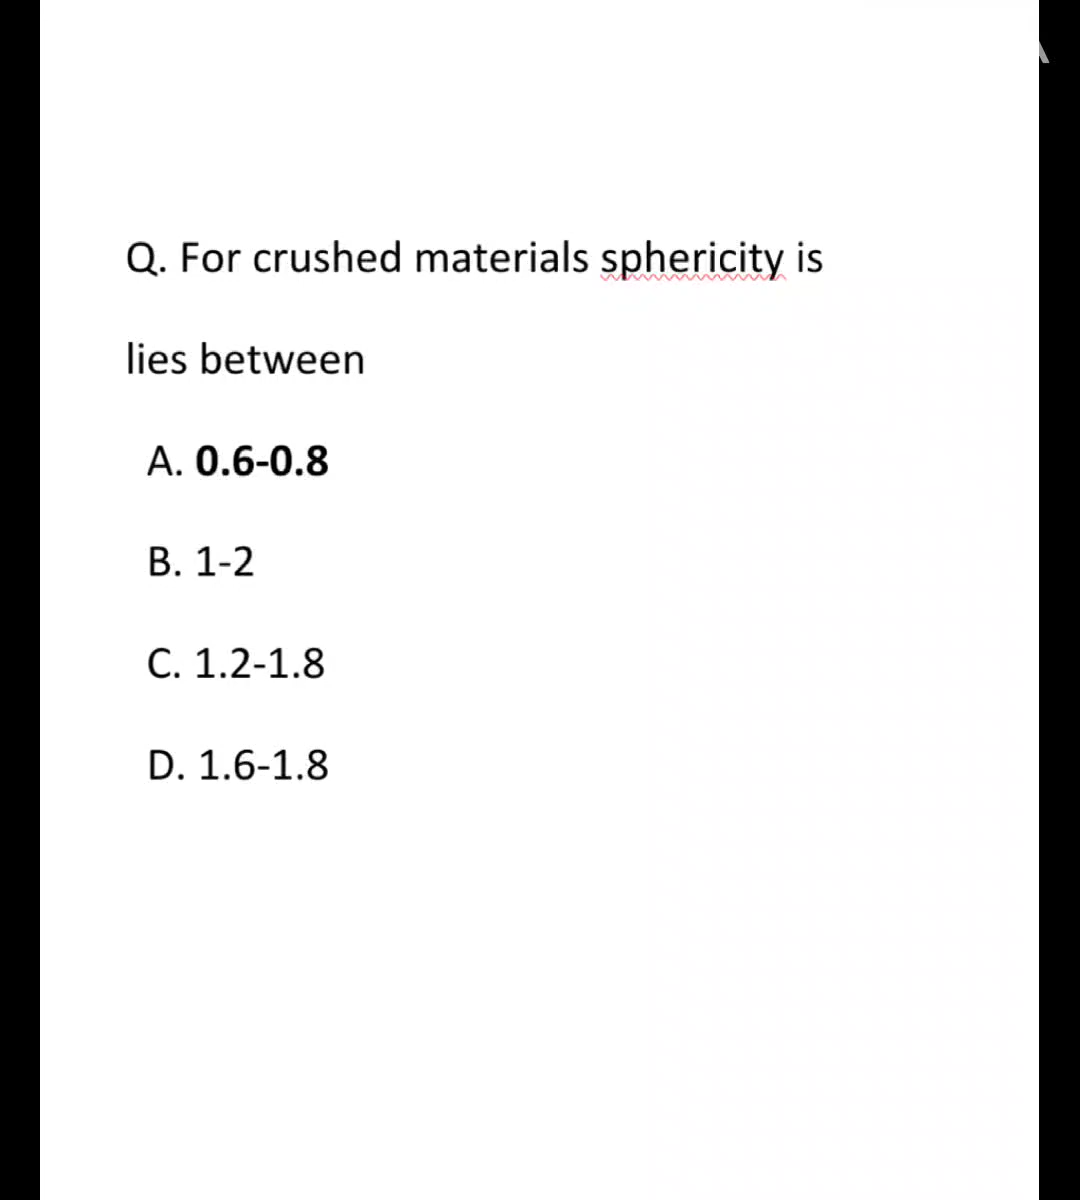 Q. For crushed materials sphericity is
lies between
A. 0.6-0.8
B. 1-2
C. 1.2-1.8
D. 1.6-1.8